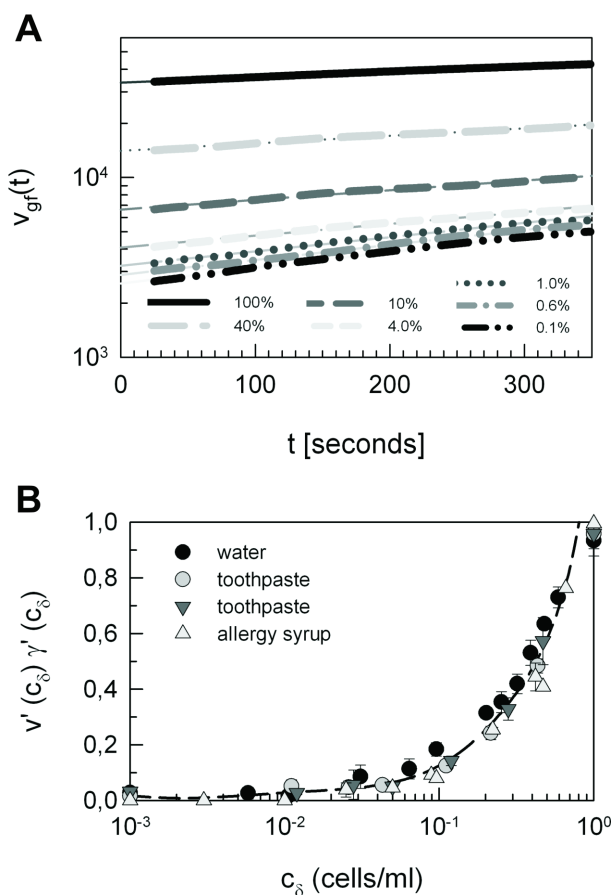 A
v_gf(t)
10^4
10^3
0 100 200 300
t [seconds]
100% 10% 1.0%
40% 4.0% 0.6%
0.1%
B
v' (c_δ) γ' (c_δ)
1,0
0,8
0,6
0,4
0,2
0,0
water
toothpaste
toothpaste
allergy syrup
10^-3 10^-2 10^-1 10^0
c_δ (cells/ml)